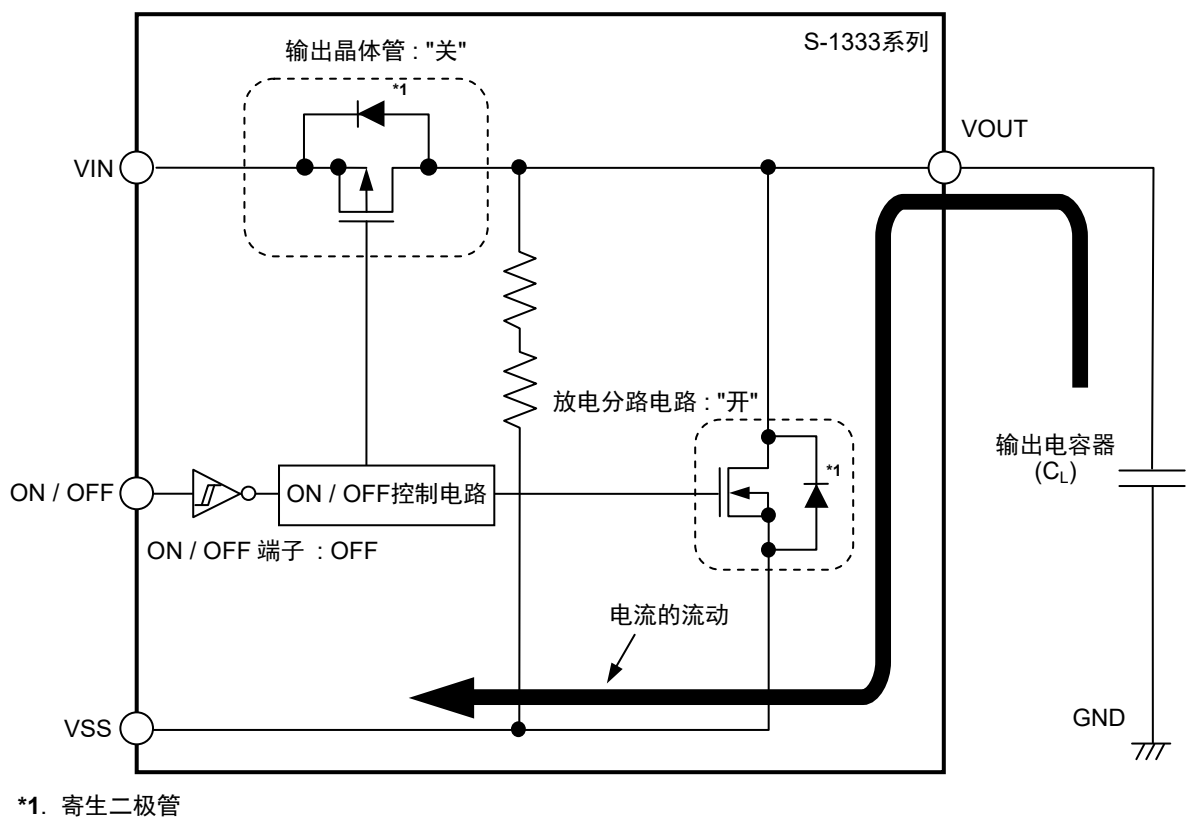 S-1333系列
输出晶体管 : "关"
*1
VOUT
VIN
放电分路电路 : "开"
*1
输出电容器
(CL)
ON / OFF
ON / OFF控制电路
ON / OFF 端子 : OFF
电流的流动
VSS
GND
*1. 寄生二极管